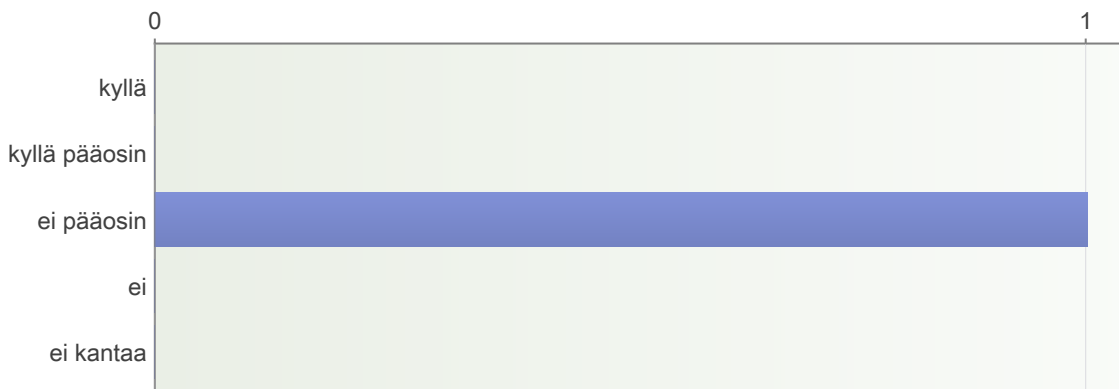 0 1
kyllä
kyllä pääosin
ei pääosin
ei
ei kantaa